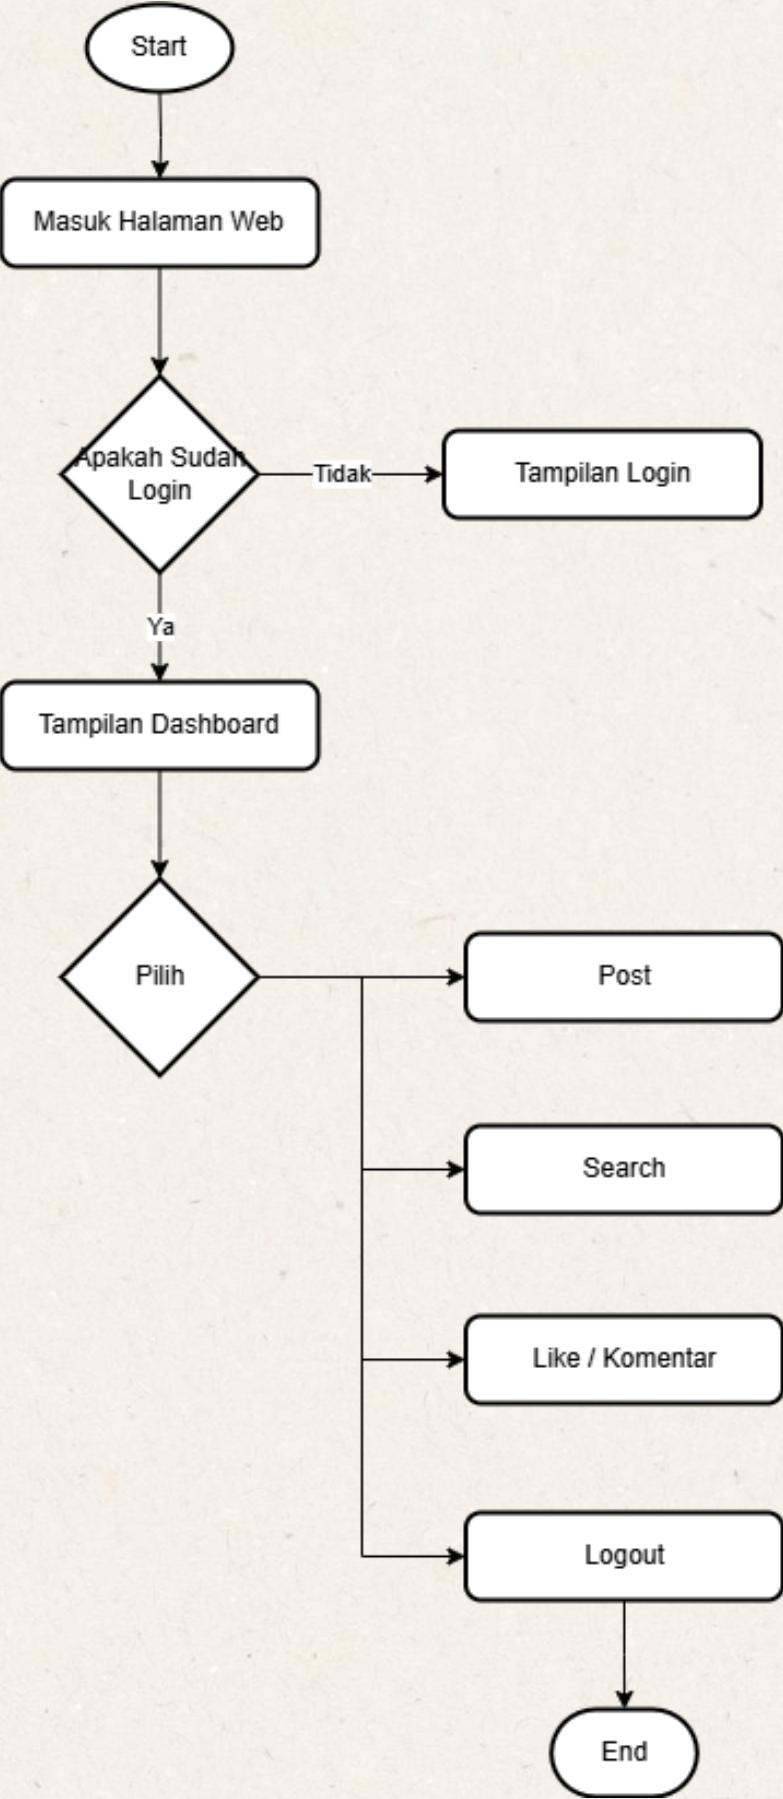 Start
Masuk Halaman Web
Apakah Sudah
Login
Tidak
Tampilan Login
Ya
Tampilan Dashboard
Pilih
Post
Search
Like / Komentar
Logout
End